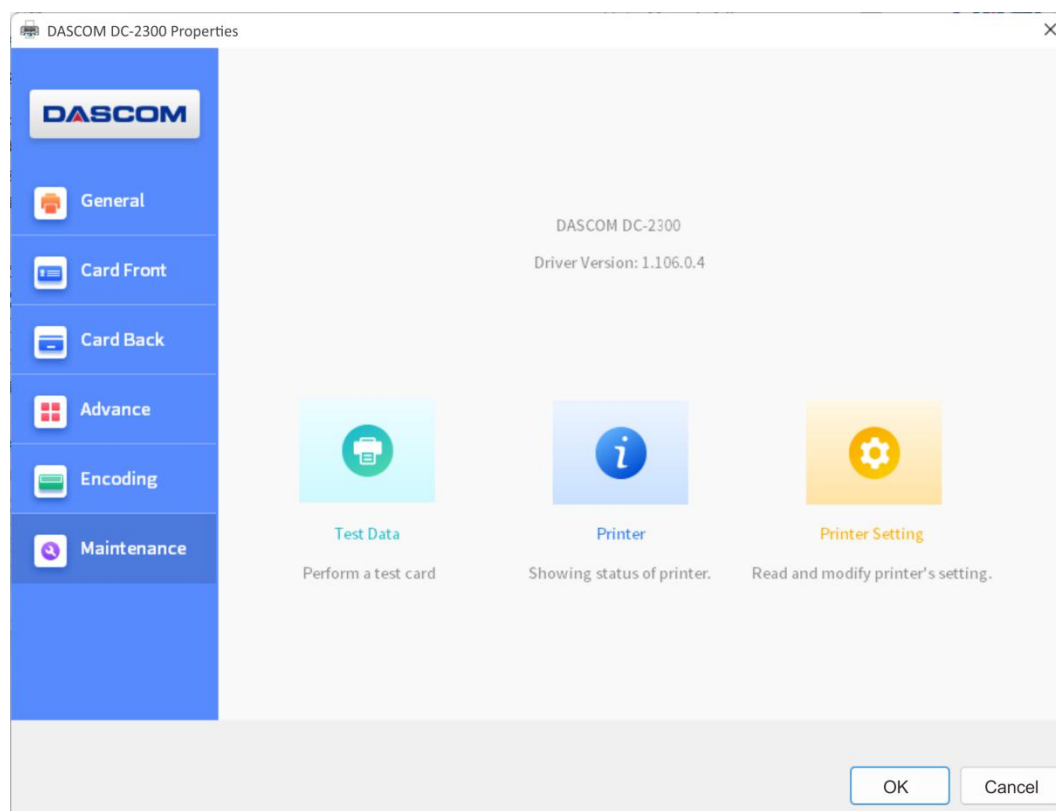 DASCOM DC-2300 Properties
DASCOM
General
Card Front
Card Back
Advance
Encoding
Maintenance
DASCOM DC-2300
Driver Version: 1.106.0.4
Test Data
Perform a test card
Printer
Showing status of printer.
Printer Setting
Read and modify printer's setting.
OK
Cancel